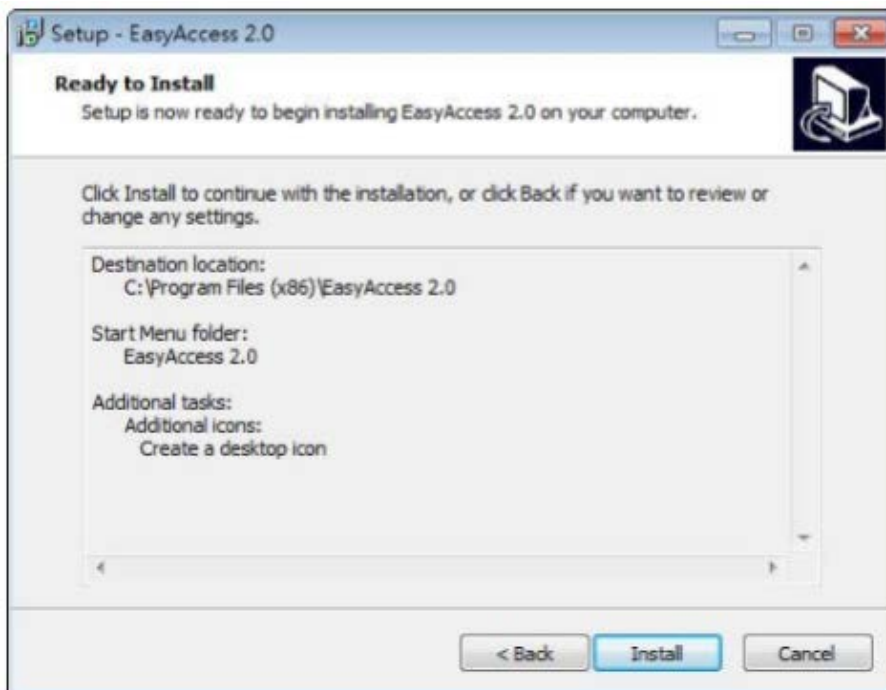 Setup - EasyAccess 2.0
Ready to Install
Setup is now ready to begin installing EasyAccess 2.0 on your computer.
Click Install to continue with the installation, or click Back if you want to review or
change any settings.
Destination location:
C:\Program Files (x86)\EasyAccess 2.0
Start Menu folder:
EasyAccess 2.0
Additional tasks:
Additional icons:
Create a desktop icon
< Back Install Cancel